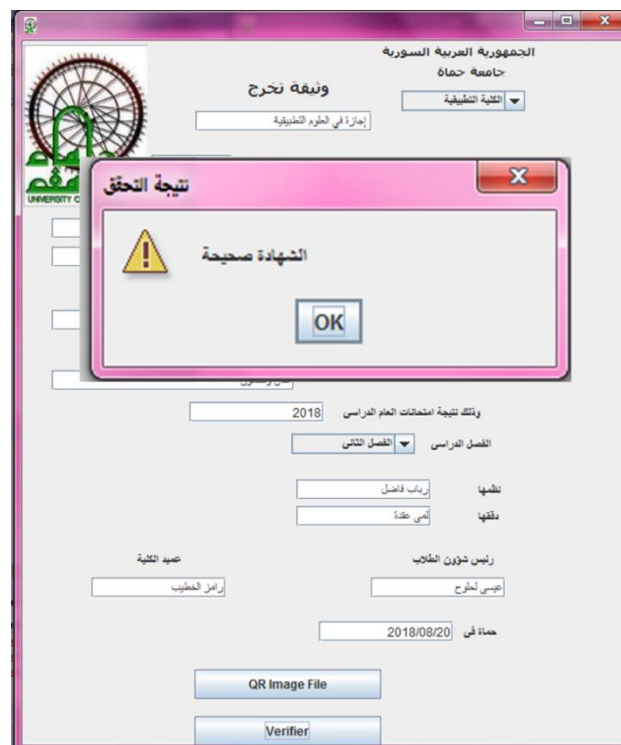 الجمهورية العربية السورية
جامعة حماة
وثيقة تخرج
الكلية التطبيقية
إجازة في العلوم التطبيقية
UNIVERSITY
نتيجة التحقق
الشهادة صحيحة
OK
وذلك نتيجة امتحانات العام الدراسي 2018
الفصل الدراسي الفصل الثاني
نظمها رباب فاضل
دققها لمى عقدة
رئيس شؤون الطلاب عميد الكلية
عيسى لحلوح رامز الخطيب
حماة في 2018/08/20
QR Image File
Verifier